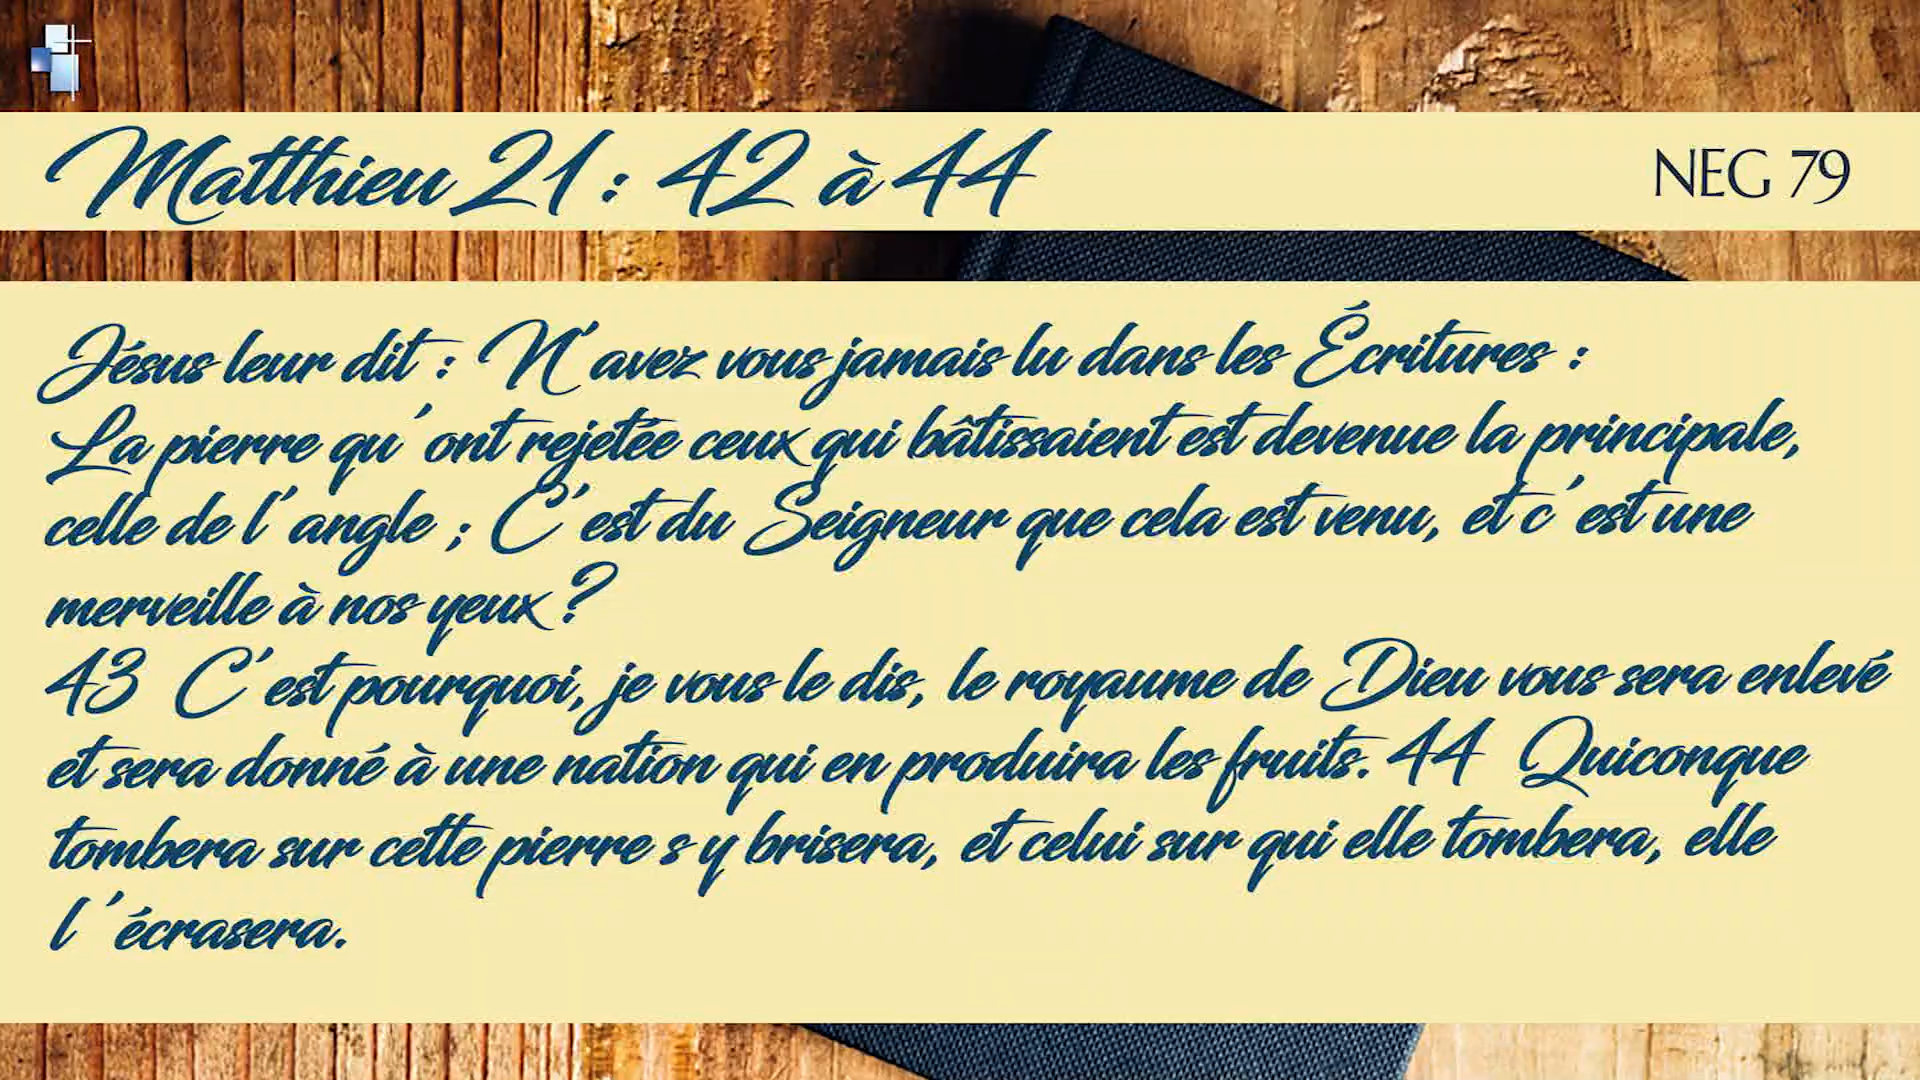 Matthieu 21 : 42 à 44
NEG 79
Jésus leur dit : N'avez vous jamais lu dans les Écritures :
La pierre qu'ont rejetée ceux qui bâtissaient est devenue la principale,
celle de l'angle ; C'est du Seigneur que cela est venu, et c'est une
merveille à nos yeux ?
43 C'est pourquoi, je vous le dis, le royaume de Dieu vous sera enlevé
et sera donné à une nation qui en produira les fruits. 44 Quiconque
tombera sur cette pierre s y brisera, et celui sur qui elle tombera, elle
l'écrasera.